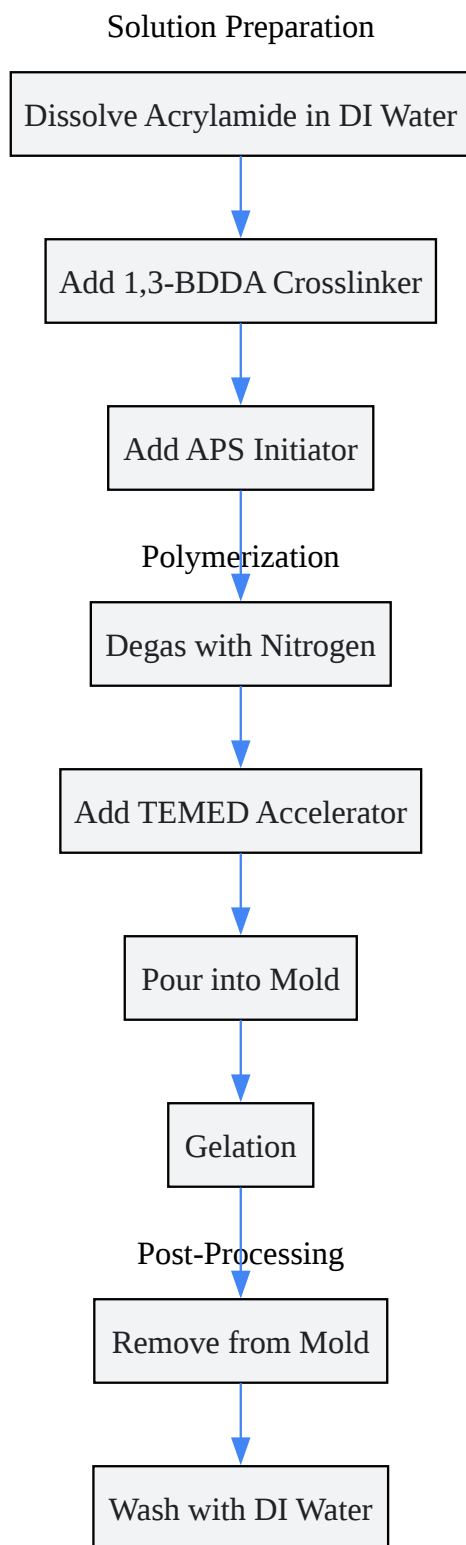 Solution Preparation
Dissolve Acrylamide in DI Water
Add 1,3-BDDA Crosslinker
Add APS Initiator
Polymerization
Degas with Nitrogen
Add TEMED Accelerator
Pour into Mold
Gelation
Post-Processing
Remove from Mold
Wash with DI Water